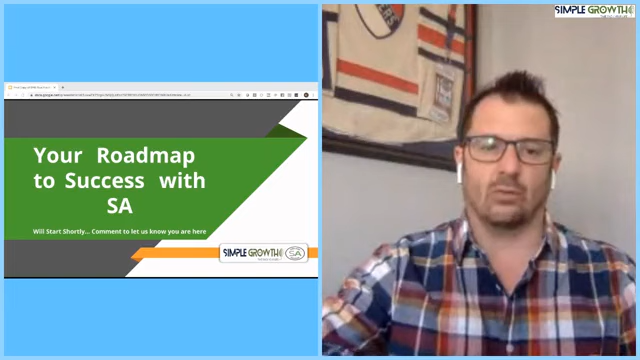 SIMPLE GROWTH
Your Roadmap
to Success with
SA
Will Start Shortly... Comment to let us know you are here
SIMPLE GROWTH
SA